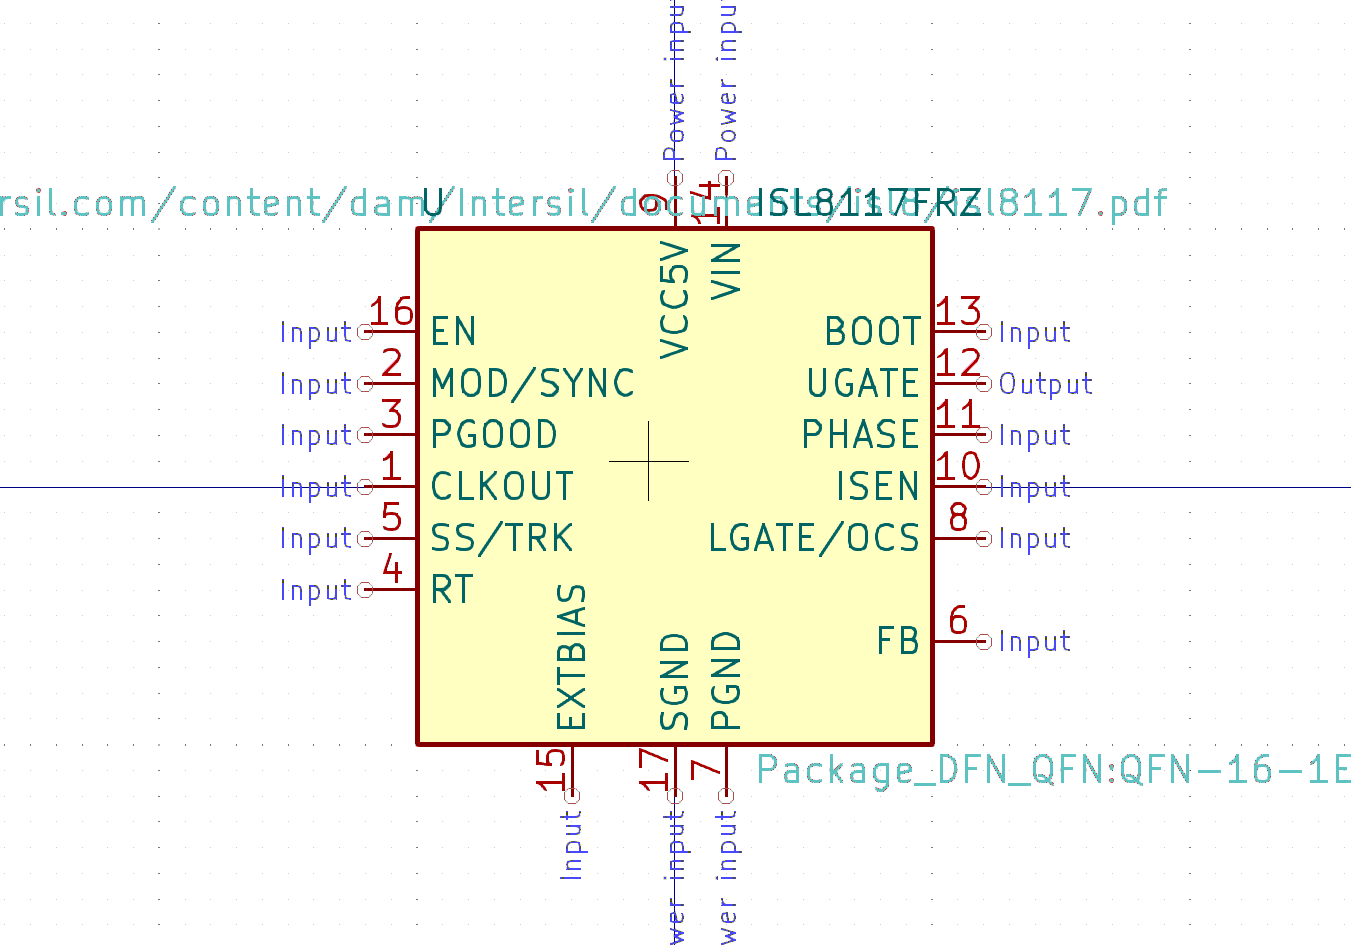 Power input
Power input
rsil.com/content/dam/Intersil/documents/isl8/isl8117.pdf
U
9
14
ISL8117FRZ
VCC5V
VIN
Input 16 EN
BOOT 13 Input
Input 2 MOD/SYNC
UGATE 12 Output
Input 3 PGOOD
PHASE 11 Input
Input 1 CLKOUT
ISEN 10 Input
Input 5 SS/TRK
LGATE/OCS 8 Input
Input 4 RT
FB 6 Input
EXTBIAS
SGND
PGND
15
17
7
Package_DFN_QFN:QFN-16-1E
Input
wer input
wer input